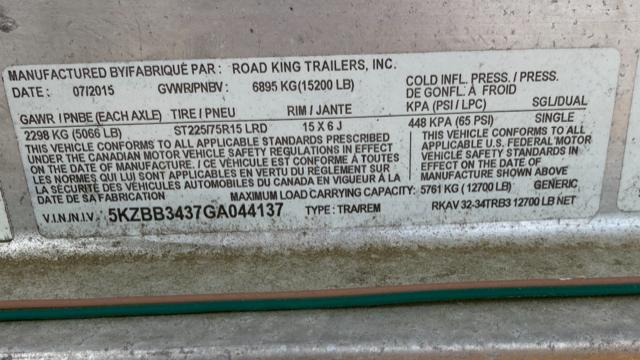 MANUFACTURED BY/FABRIQUÉ PAR : ROAD KING TRAILERS, INC.
DATE : 07/2015 GVWR/PNBV : 6895 KG(15200 LB)
COLD INFL. PRESS./PRESS.
DE GONFL. À FROID
GAWR / PNBE (EACH AXLE) TIRE / PNEU RIM / JANTE KPA (PSI / LPC) SGL/DUAL
2298 KG (5066 LB) ST225/75R15 LRD 15 X 6 J 448 KPA (65 PSI) SINGLE
THIS VEHICLE CONFORMS TO ALL APPLICABLE STANDARDS PRESCRIBED
UNDER THE CANADIAN MOTOR VEHICLE SAFETY REGULATIONS IN EFFECT
ON THE DATE OF MANUFACTURE. / CE VÉHICULE EST CONFORME À TOUTES
LES NORMES QUI LUI SONT APPLICABLES EN VERTU DU RÈGLEMENT SUR
LA SÉCURITÉ DES VÉHICULES AUTOMOBILES DU CANADA EN VIGUEUR À LA
DATE DE SA FABRICATION.
THIS VEHICLE CONFORMS TO ALL
APPLICABLE U.S. FEDERAL MOTOR
VEHICLE SAFETY STANDARDS IN
EFFECT ON THE DATE OF
MANUFACTURE SHOWN ABOVE.
MAXIMUM LOAD CARRYING CAPACITY: 5761 KG (12700 LB) GENERIC
V.I.N./N.I.V. 5KZBB3437GA044137 TYPE : TRA/REM RKAV 32-34TRB3 12700 LB NET